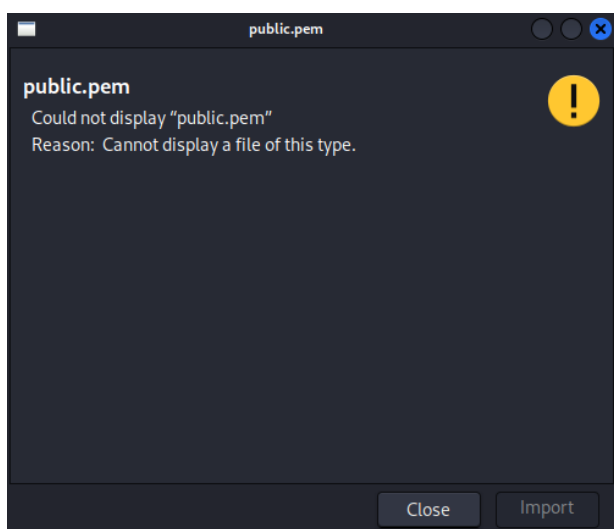 public.pem
public.pem
Could not display “public.pem”
Reason:  Cannot display a file of this type.
Close
Import